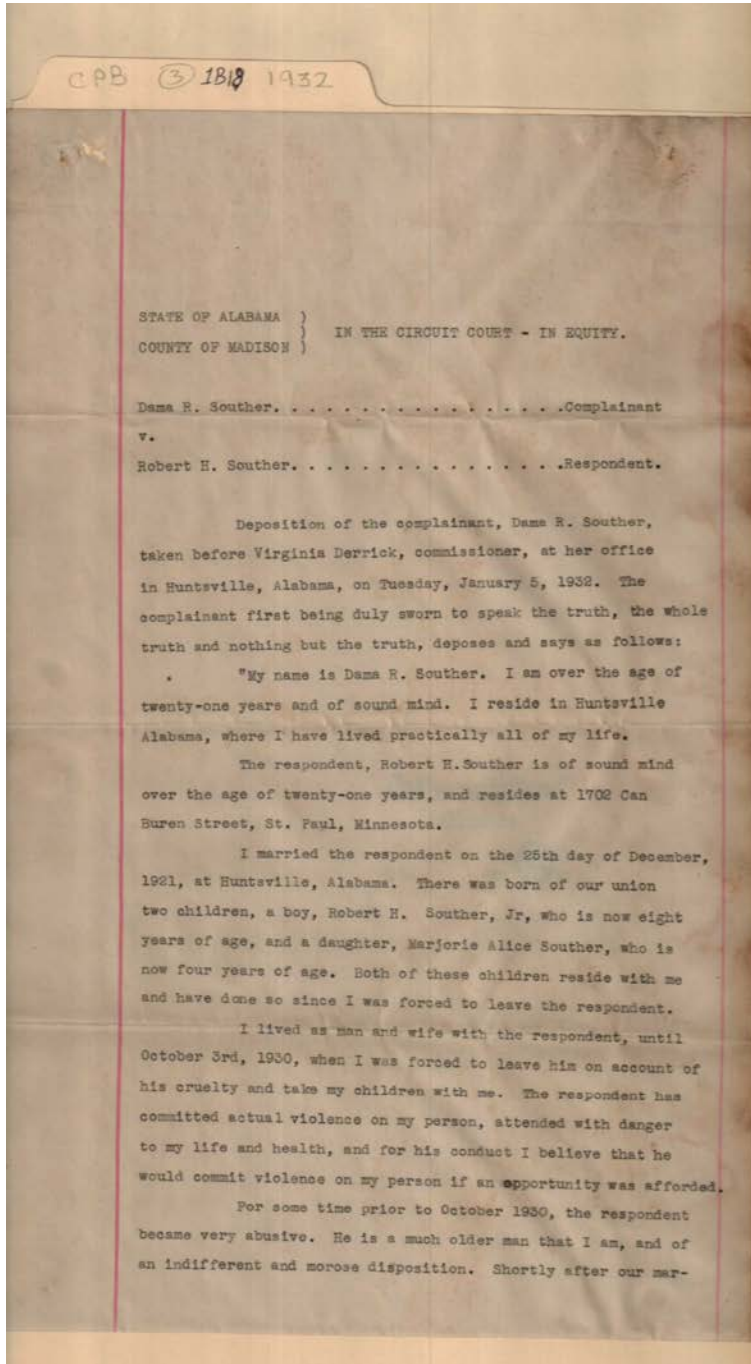 CPB ③ 1818 1932
STATE OF ALABAMA )
) IN THE CIRCUIT COURT - IN EQUITY.
COUNTY OF MADISON )
Dama R. Souther. . . . . . . . . . . . . . . . . .Complainant
v.
Robert H. Souther. . . . . . . . . . . . . . . . .Respondent.
Deposition of the complainant, Dama R. Souther,
taken before Virginia Derrick, commissioner, at her office
in Huntsville, Alabama, on Tuesday, January 5, 1932. The
complainant first being duly sworn to speak the truth, the whole
truth and nothing but the truth, deposes and says as follows:
"My name is Dama R. Souther. I am over the age of
twenty-one years and of sound mind. I reside in Huntsville
Alabama, where I have lived practically all of my life.
The respondent, Robert H.Souther is of sound mind
over the age of twenty-one years, and resides at 1702 Can
Buren Street, St. Paul, Minnesota.
I married the respondent on the 25th day of December,
1921, at Huntsville, Alabama. There was born of our union
two children, a boy, Robert H. Souther, Jr, who is now eight
years of age, and a daughter, Marjorie Alice Souther, who is
now four years of age. Both of these children reside with me
and have done so since I was forced to leave the respondent.
I lived as man and wife with the respondent, until
October 3rd, 1930, when I was forced to leave him on account of
his cruelty and take my children with me. The respondent has
committed actual violence on my person, attended with danger
to my life and health, and for his conduct I believe that he
would commit violence on my person if an opportunity was afforded.
For some time prior to October 1930, the respondent
became very abusive. He is a much older man that I am, and of
an indifferent and morose disposition. Shortly after our mar-